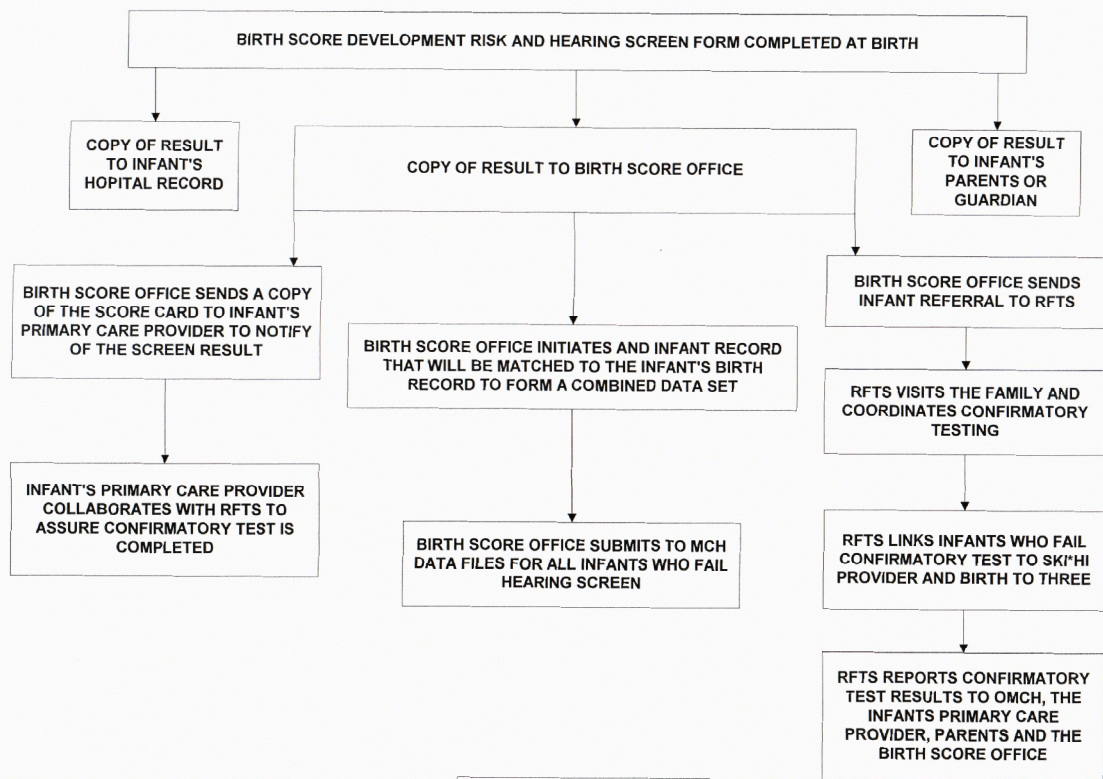 BIRTH SCORE DEVELOPMENT RISK AND HEARING SCREEN FORM COMPLETED AT BIRTH
COPY OF RESULT
TO INFANT'S
HOPITAL RECORD
COPY OF RESULT TO BIRTH SCORE OFFICE
COPY OF RESULT
TO INFANT'S
PARENTS OR
GUARDIAN
BIRTH SCORE OFFICE SENDS A COPY
OF THE SCORE CARD TO INFANT'S
PRIMARY CARE PROVIDER TO NOTIFY
OF THE SCREEN RESULT
BIRTH SCORE OFFICE INITIATES AND INFANT RECORD
THAT WILL BE MATCHED TO THE INFANT'S BIRTH
RECORD TO FORM A COMBINED DATA SET
BIRTH SCORE OFFICE SENDS
INFANT REFERRAL TO RFTS
RFTS VISITS THE FAMILY AND
COORDINATES CONFIRMATORY
TESTING
INFANT'S PRIMARY CARE PROVIDER
COLLABORATES WITH RFTS TO
ASSURE CONFIRMATORY TEST IS
COMPLETED
BIRTH SCORE OFFICE SUBMITS TO MCH
DATA FILES FOR ALL INFANTS WHO FAIL
HEARING SCREEN
RFTS LINKS INFANTS WHO FAIL
CONFIRMATORY TEST TO SKI*HI
PROVIDER AND BIRTH TO THREE
RFTS REPORTS CONFIRMATORY
TEST RESULTS TO OMCH, THE
INFANTS PRIMARY CARE
PROVIDER, PARENTS AND THE
BIRTH SCORE OFFICE